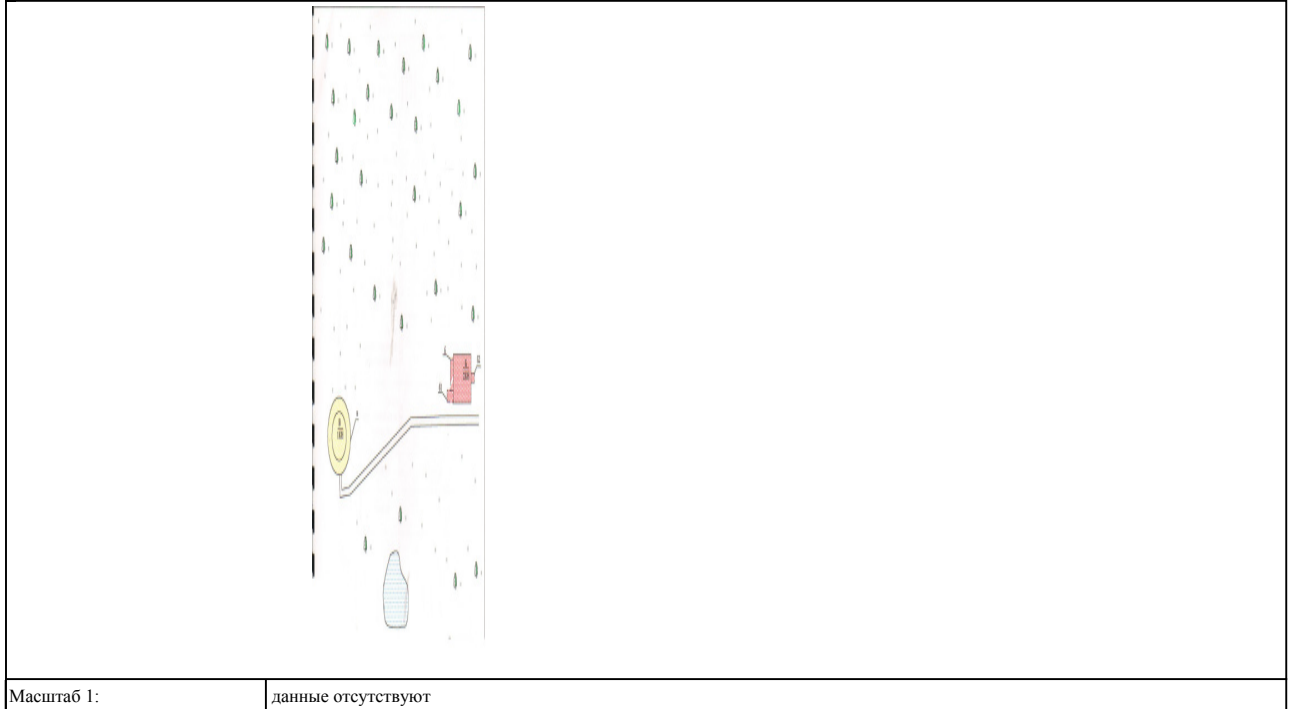 Масштаб 1: данные отсутствуют